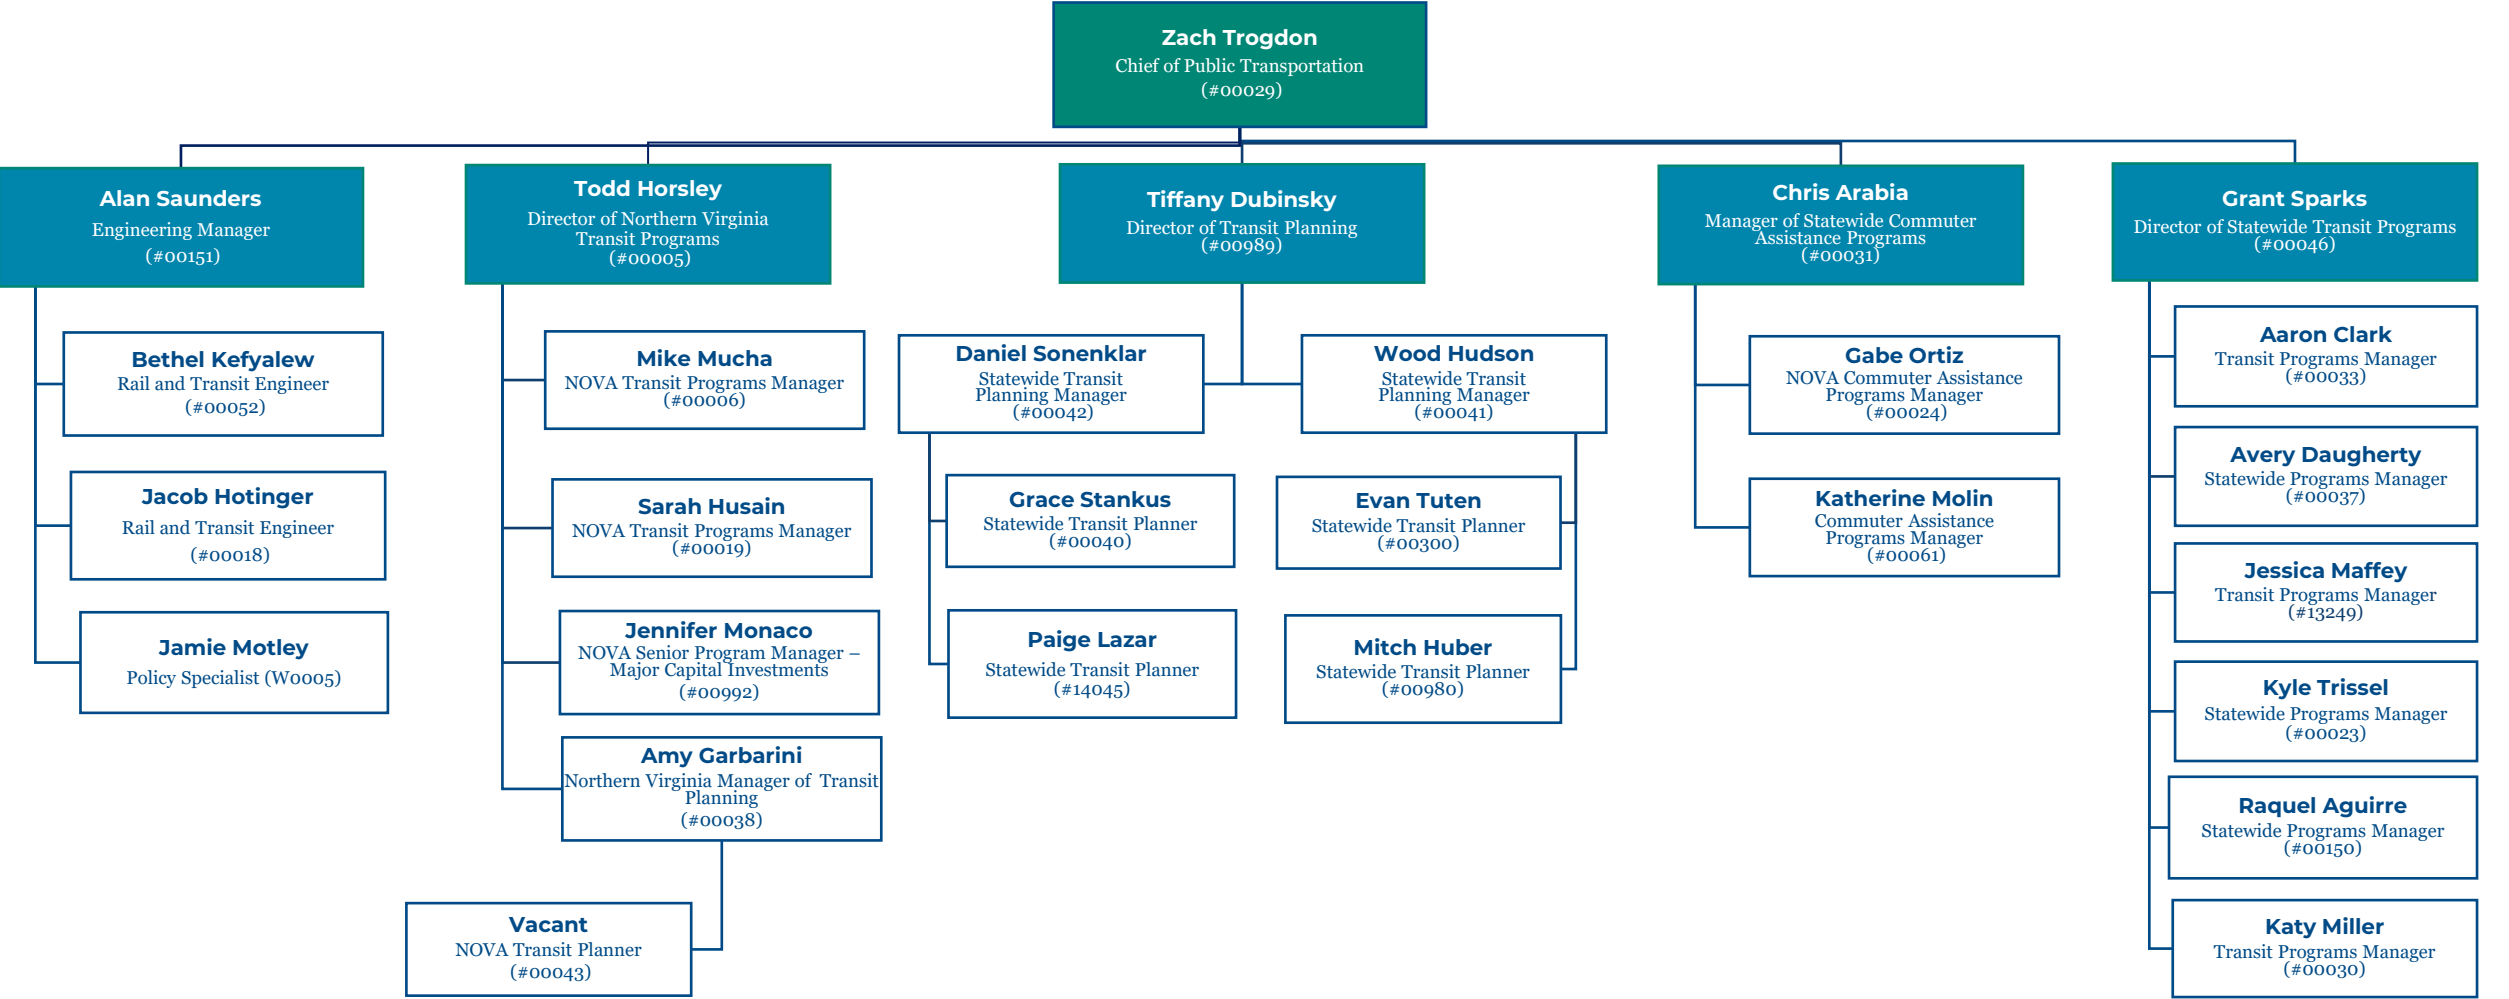 Zach Trogdon
Chief of Public Transportation
(#00029)
Alan Saunders
Engineering Manager
(#00151)
Todd Horsley
Director of Northern Virginia
Transit Programs
(#00005)
Tiffany Dubinsky
Director of Transit Planning
(#00989)
Chris Arabia
Manager of Statewide Commuter
Assistance Programs
(#00031)
Grant Sparks
Director of Statewide Transit Programs
(#00046)
Bethel Kefyalew
Rail and Transit Engineer
(#00052)
Jacob Hotinger
Rail and Transit Engineer
(#00018)
Jamie Motley
Policy Specialist (W0005)
Mike Mucha
NOVA Transit Programs Manager
(#00006)
Sarah Husain
NOVA Transit Programs Manager
(#00019)
Jennifer Monaco
NOVA Senior Program Manager –
Major Capital Investments
(#00992)
Amy Garbarini
Northern Virginia Manager of Transit
Planning
(#00038)
Vacant
NOVA Transit Planner
(#00043)
Daniel Sonenklar
Statewide Transit
Planning Manager
(#00042)
Grace Stankus
Statewide Transit Planner
(#00040)
Paige Lazar
Statewide Transit Planner
(#14045)
Wood Hudson
Statewide Transit
Planning Manager
(#00041)
Evan Tuten
Statewide Transit Planner
(#00300)
Mitch Huber
Statewide Transit Planner
(#00980)
Gabe Ortiz
NOVA Commuter Assistance
Programs Manager
(#00024)
Katherine Molin
Commuter Assistance
Programs Manager
(#00061)
Aaron Clark
Transit Programs Manager
(#00033)
Avery Daugherty
Statewide Programs Manager
(#00037)
Jessica Maffey
Transit Programs Manager
(#13249)
Kyle Trissel
Statewide Programs Manager
(#00023)
Raquel Aguirre
Statewide Programs Manager
(#00150)
Katy Miller
Transit Programs Manager
(#00030)